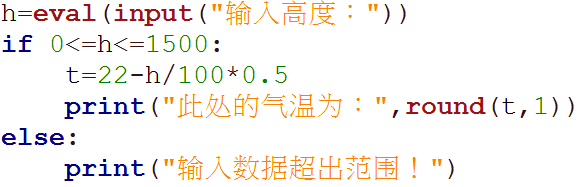 h=eval(input("输入高度："))
if 0<=h<=1500:
    t=22-h/100*0.5
    print("此处的气温为：",round(t,1))
else:
    print("输入数据超出范围！")